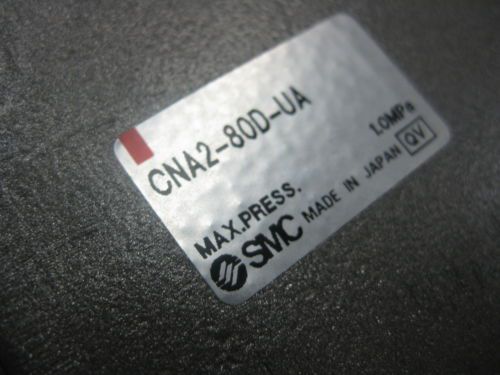 CNA2-80D-UA
MAX.PRESS. 1.0MPa
SMC MADE IN JAPAN QV